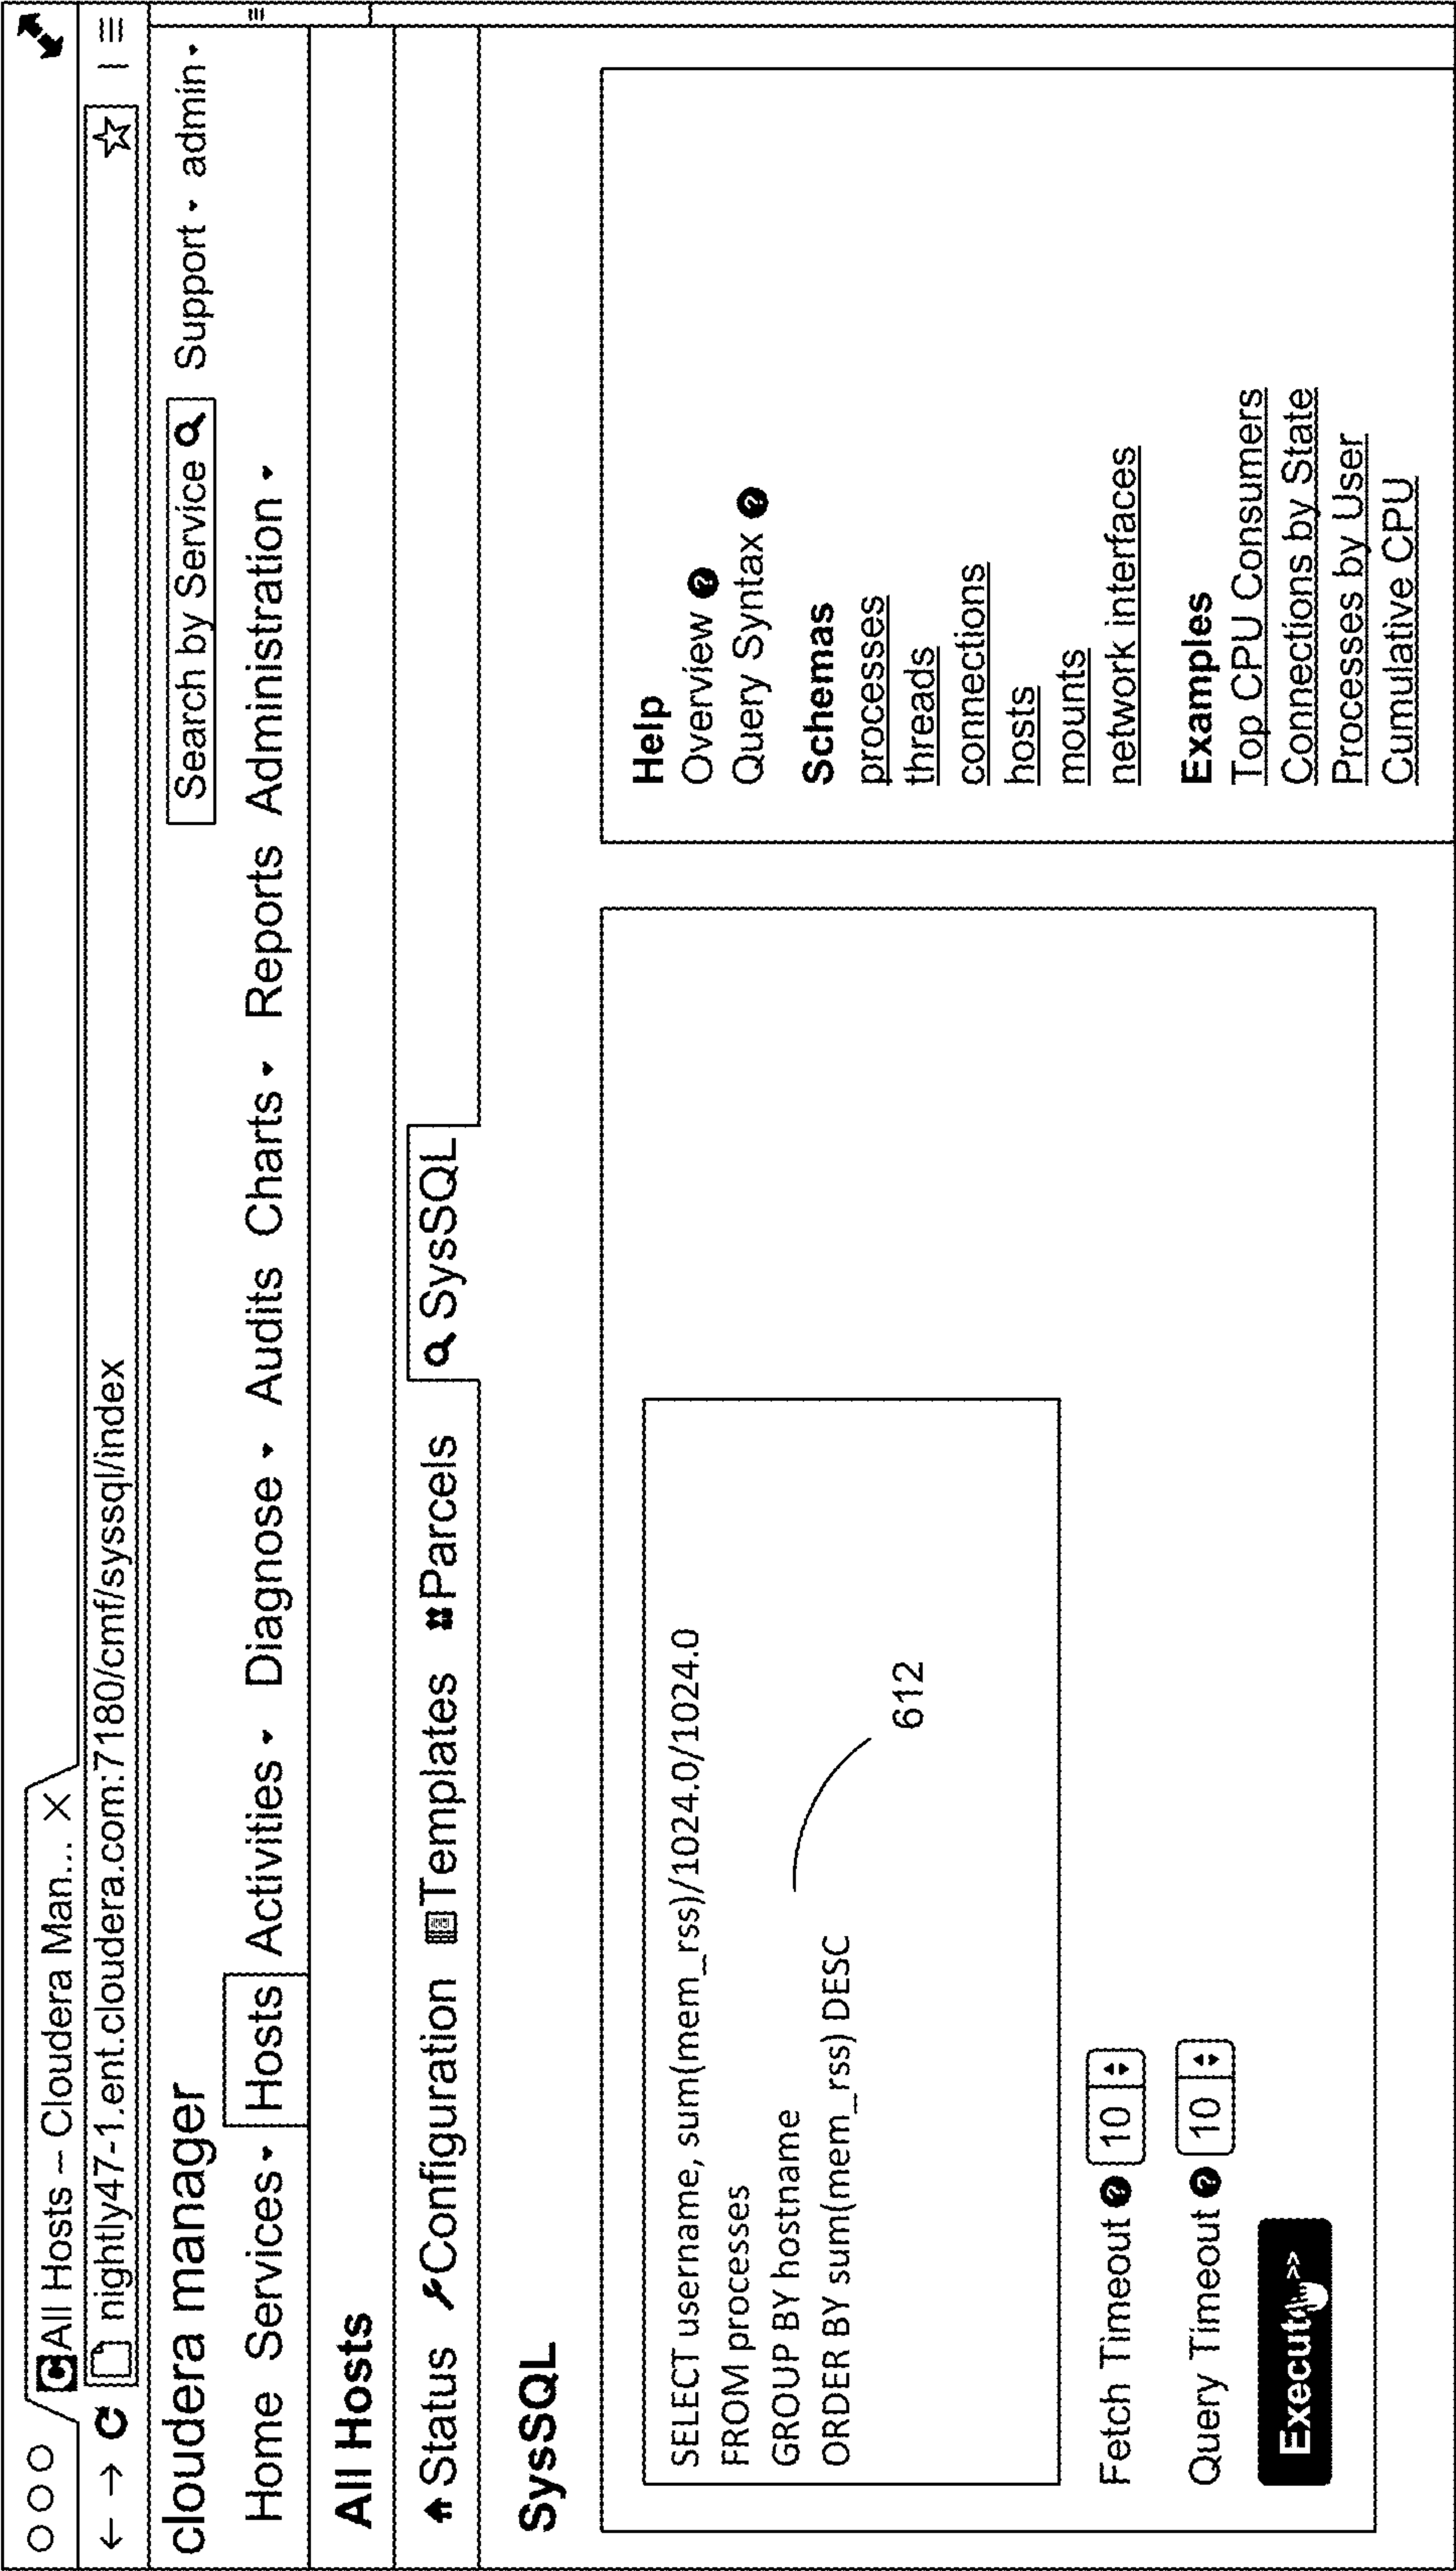 All Hosts – Cloudera Man... X
nightly47-1.ent.cloudera.com:7180/cmf/syssql/index
cloudera manager
Search by Service Support admin
Home Services Hosts Activities Diagnose Audits Charts Reports Administration
All Hosts
Status Configuration Templates Parcels SysSQL
SysSQL
SELECT username, sum(mem_rss)/1024.0/1024.0
FROM processes
GROUP BY hostname
ORDER BY sum(mem_rss) DESC
612
Fetch Timeout ? 10
Query Timeout ? 10
Execute >>
Help
Overview ?
Query Syntax ?
Schemas
processes
threads
connections
hosts
mounts
network interfaces
Examples
Top CPU Consumers
Connections by State
Processes by User
Cumulative CPU